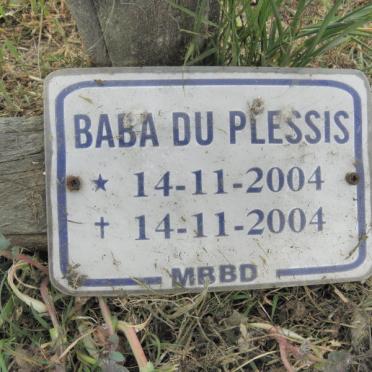 BABA DU PLESSIS
★ 14-11-2004
† 14-11-2004
MBBD